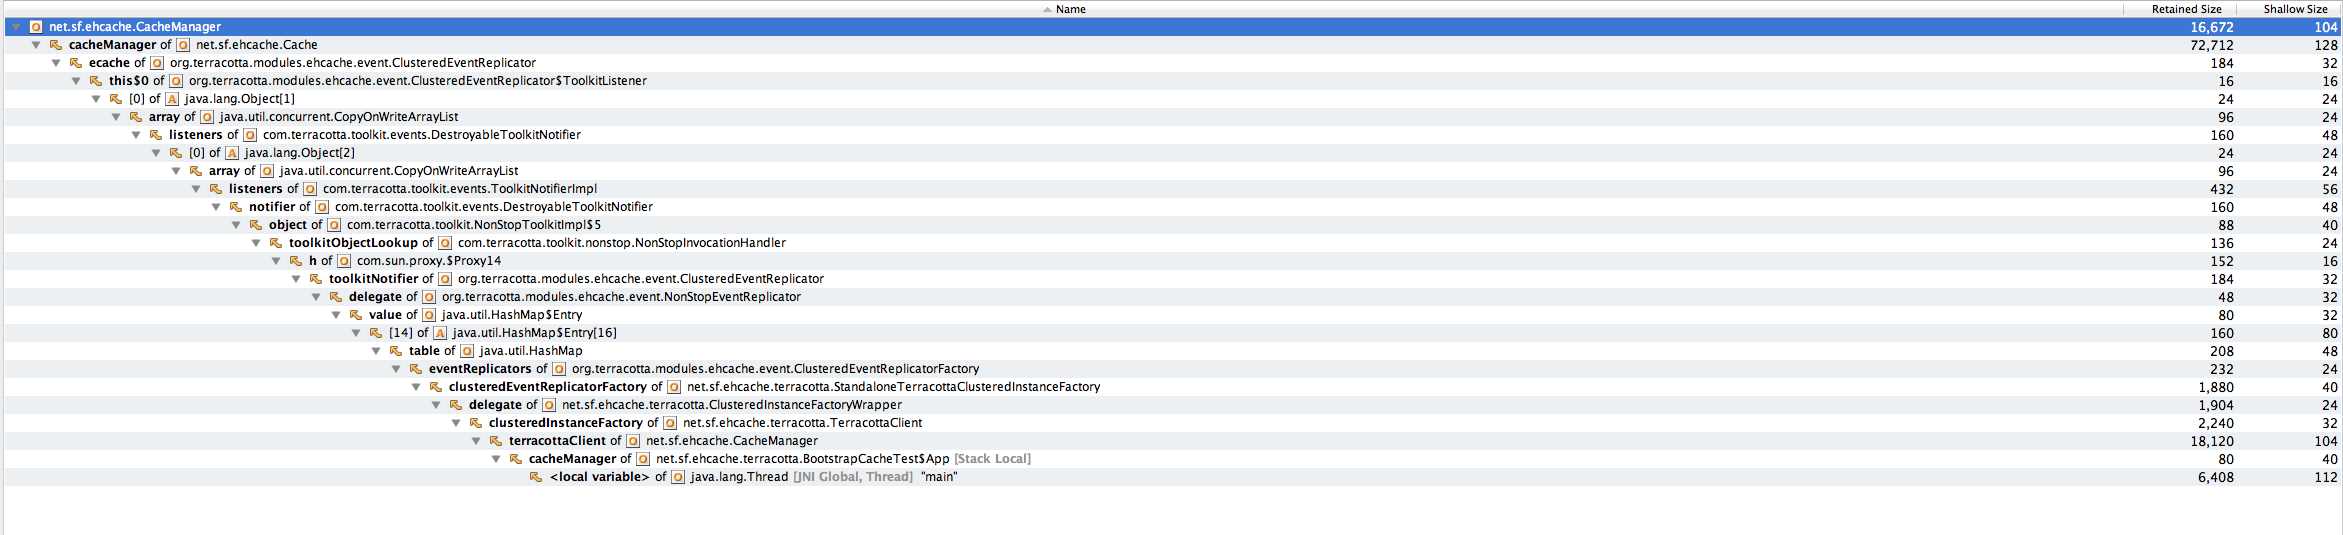 Name Retained Size Shallow Size
net.sf.ehcache.CacheManager 16,672 104
cacheManager of net.sf.ehcache.Cache 72,712 128
ecache of org.terracotta.modules.ehcache.event.ClusteredEventReplicator 184 32
this$0 of org.terracotta.modules.ehcache.event.ClusteredEventReplicator$ToolkitListener 16 16
[0] of java.lang.Object[1] 24 24
array of java.util.concurrent.CopyOnWriteArrayList 96 24
listeners of com.terracotta.toolkit.events.DestroyableToolkitNotifier 160 48
[0] of java.lang.Object[2] 24 24
array of java.util.concurrent.CopyOnWriteArrayList 96 24
listeners of com.terracotta.toolkit.events.ToolkitNotifierImpl 432 56
notifier of com.terracotta.toolkit.events.DestroyableToolkitNotifier 160 48
object of com.terracotta.toolkit.NonStopToolkitImpl$5 88 40
toolkitObjectLookup of com.terracotta.toolkit.nonstop.NonStopInvocationHandler 136 24
h of com.sun.proxy.$Proxy14 152 16
toolkitNotifier of org.terracotta.modules.ehcache.event.ClusteredEventReplicator 184 32
delegate of org.terracotta.modules.ehcache.event.NonStopEventReplicator 48 32
value of java.util.HashMap$Entry 80 32
[14] of java.util.HashMap$Entry[16] 160 80
table of java.util.HashMap 208 48
eventReplicators of org.terracotta.modules.ehcache.event.ClusteredEventReplicatorFactory 232 24
clusteredEventReplicatorFactory of net.sf.ehcache.terracotta.StandaloneTerracottaClusteredInstanceFactory 1,880 40
delegate of net.sf.ehcache.terracotta.ClusteredInstanceFactoryWrapper 1,904 24
clusteredInstanceFactory of net.sf.ehcache.terracotta.TerracottaClient 2,240 32
terracottaClient of net.sf.ehcache.CacheManager 18,120 104
cacheManager of net.sf.ehcache.terracotta.BootstrapCacheTest$App [Stack Local] 80 40
<local variable> of java.lang.Thread [JNI Global, Thread] "main" 6,408 112